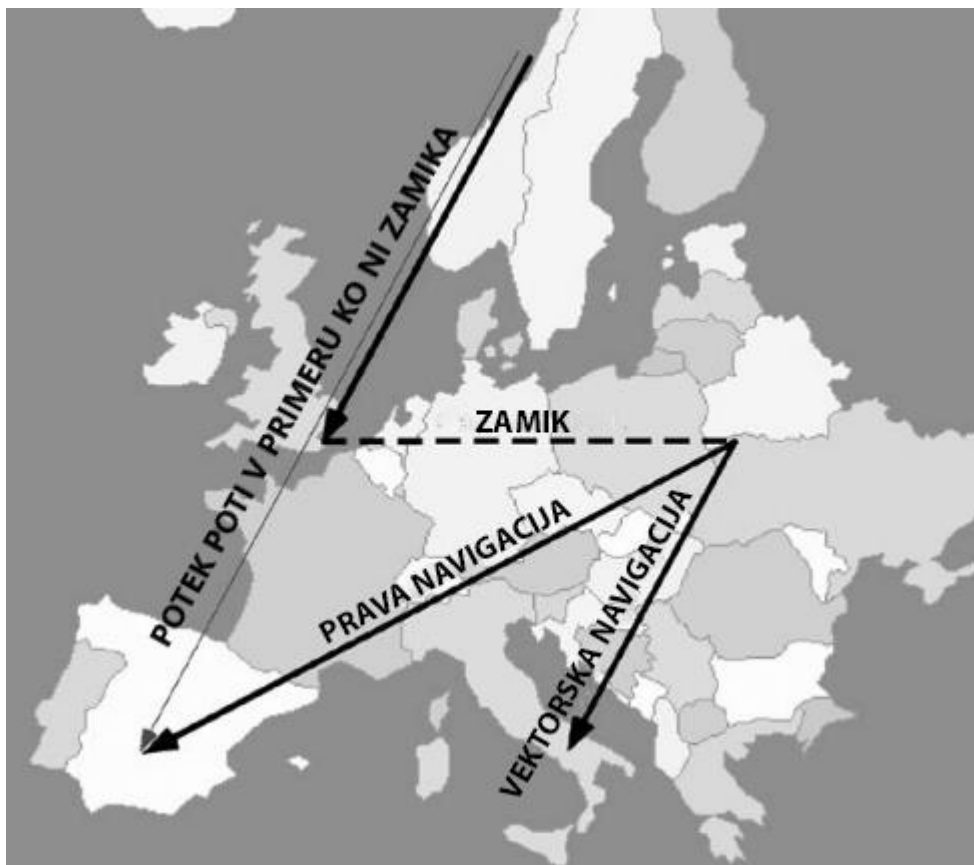 POTEK POTI V PRIMERU KO NI ZAMIKA
ZAMIK
PRAVA NAVIGACIJA
VEKTORSKA NAVIGACIJA